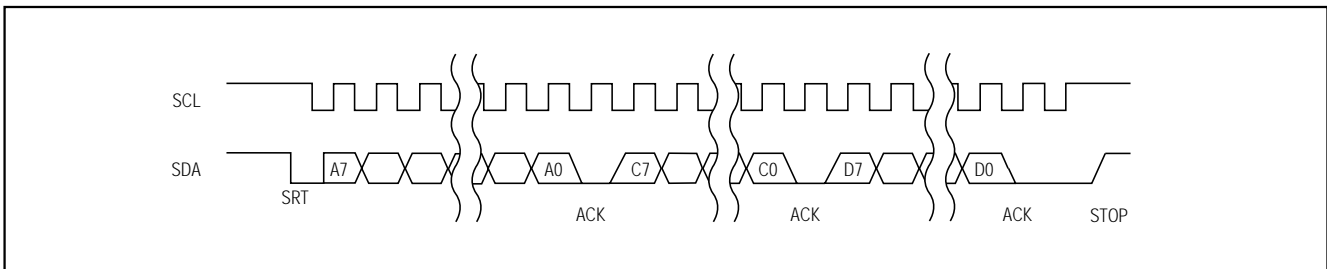 SCL
SDA A7 A0 C7 C0 D7 D0
SRT ACK ACK ACK STOP